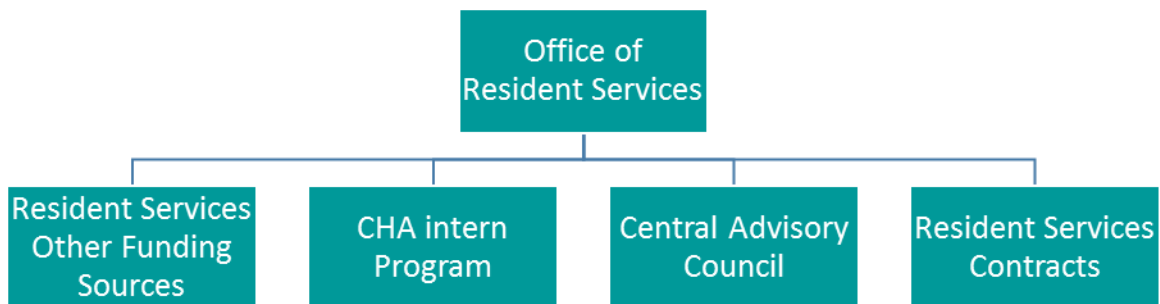 Office of
Resident Services
Resident Services
Other Funding
Sources
CHA intern
Program
Central Advisory
Council
Resident Services
Contracts